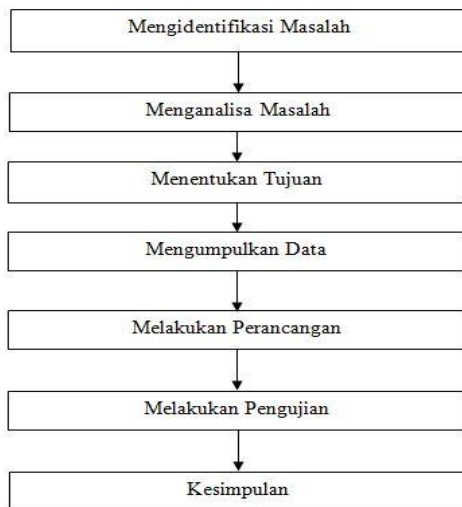 Mengidentifikasi Masalah
Menganalisa Masalah
Menentukan Tujuan
Mengumpulkan Data
Melakukan Perancangan
Melakukan Pengujian
Kesimpulan